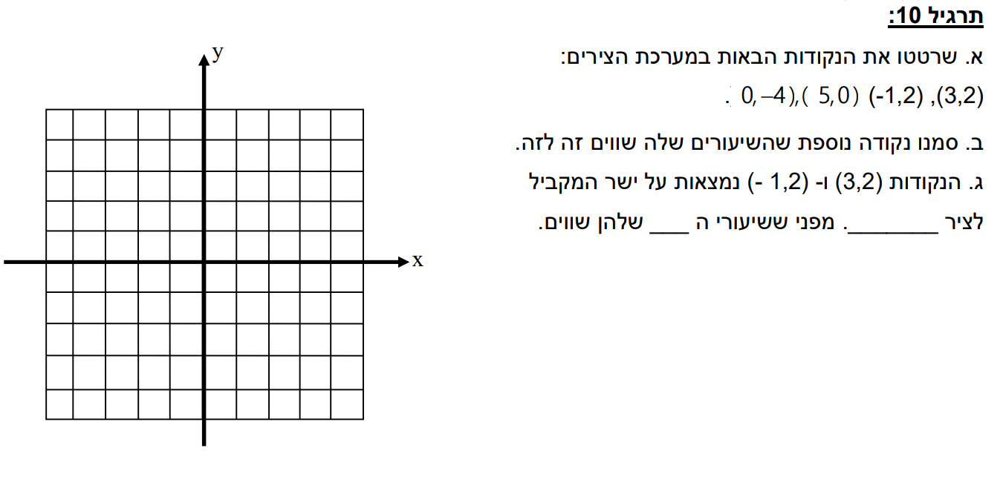 תרגיל 10:
א. שרטטו את הנקודות הבאות במערכת הצירים:
(3,2), (-1,2) (5,0 ),(0,–4 .
ב. סמנו נקודה נוספת שהשיעורים שלה שווים זה לזה.
ג. הנקודות (3,2) ו- (1,2 -) נמצאות על ישר המקביל
לציר _______. מפני ששיעורי ה ___ שלהן שווים.
y
x